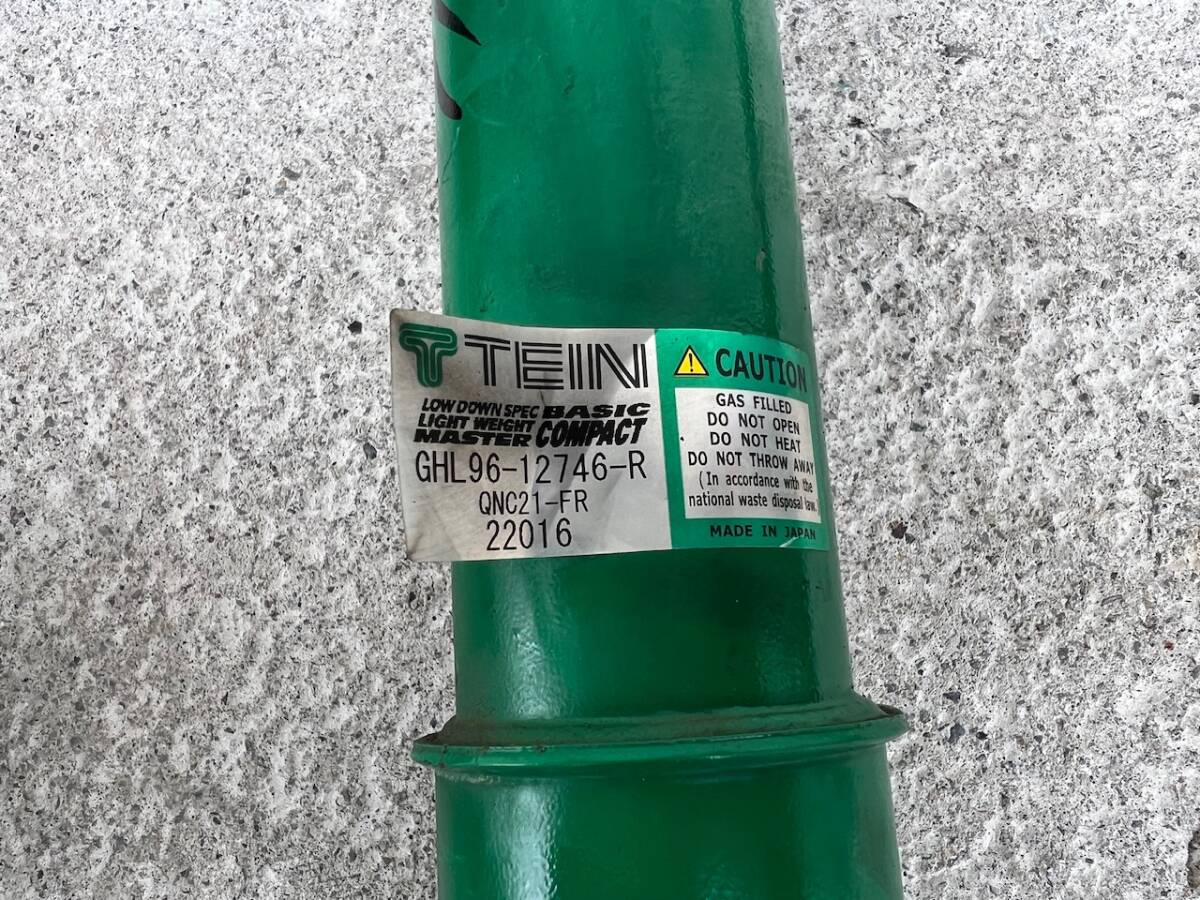 TEIN
LOW DOWN SPEC BASIC
LIGHT WEIGHT COMPACT
MASTER
GHL96-12746-R
QNC21-FR
22016
CAUTION
GAS FILLED
DO NOT OPEN
DO NOT HEAT
DO NOT THROW AWAY
(In accordance with the
national waste disposal law.
MADE IN JAPAN